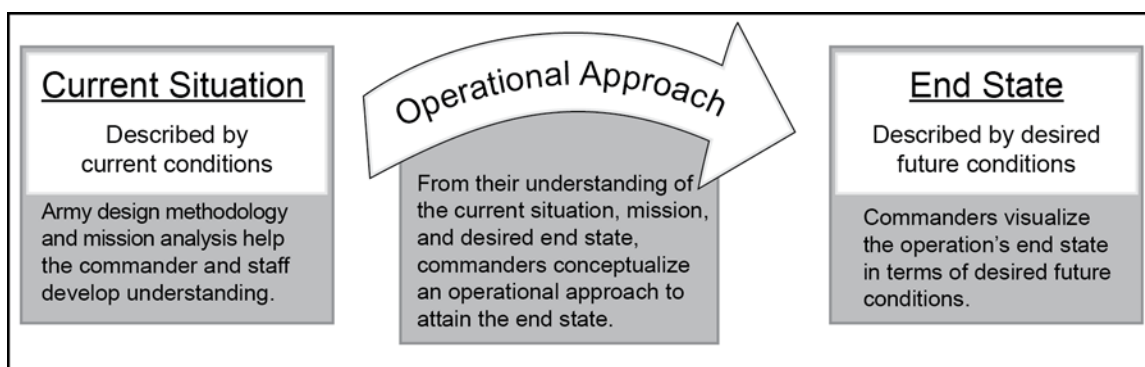 Current Situation
Described by
current conditions
Army design methodology
and mission analysis help
the commander and staff
develop understanding.
Operational Approach
From their understanding of
the current situation, mission,
and desired end state,
commanders conceptualize
an operational approach to
attain the end state.
End State
Described by desired
future conditions
Commanders visualize
the operation’s end state
in terms of desired future
conditions.